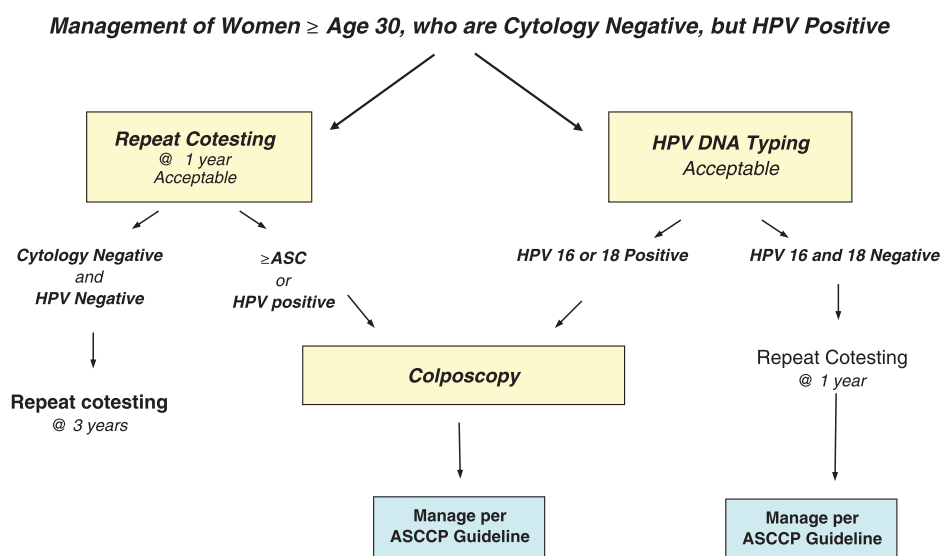 Management of Women ≥ Age 30, who are Cytology Negative, but HPV Positive
Repeat Cotesting
@ 1 year
Acceptable
HPV DNA Typing
Acceptable
Cytology Negative
and
HPV Negative
≥ASC
or
HPV positive
HPV 16 or 18 Positive
HPV 16 and 18 Negative
Repeat cotesting
@ 3 years
Colposcopy
Repeat Cotesting
@ 1 year
Manage per
ASCCP Guideline
Manage per
ASCCP Guideline